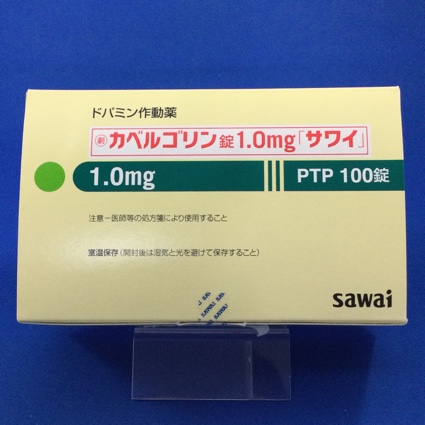 ドパミン作動薬
劇 カベルゴリン錠1.0mg「サワイ」
1.0mg PTP 100錠
注意-医師等の処方箋により使用すること
室温保存(開封後は湿気と光を避けて保存すること)
sawai
SAWAI SAWAI SAWAI